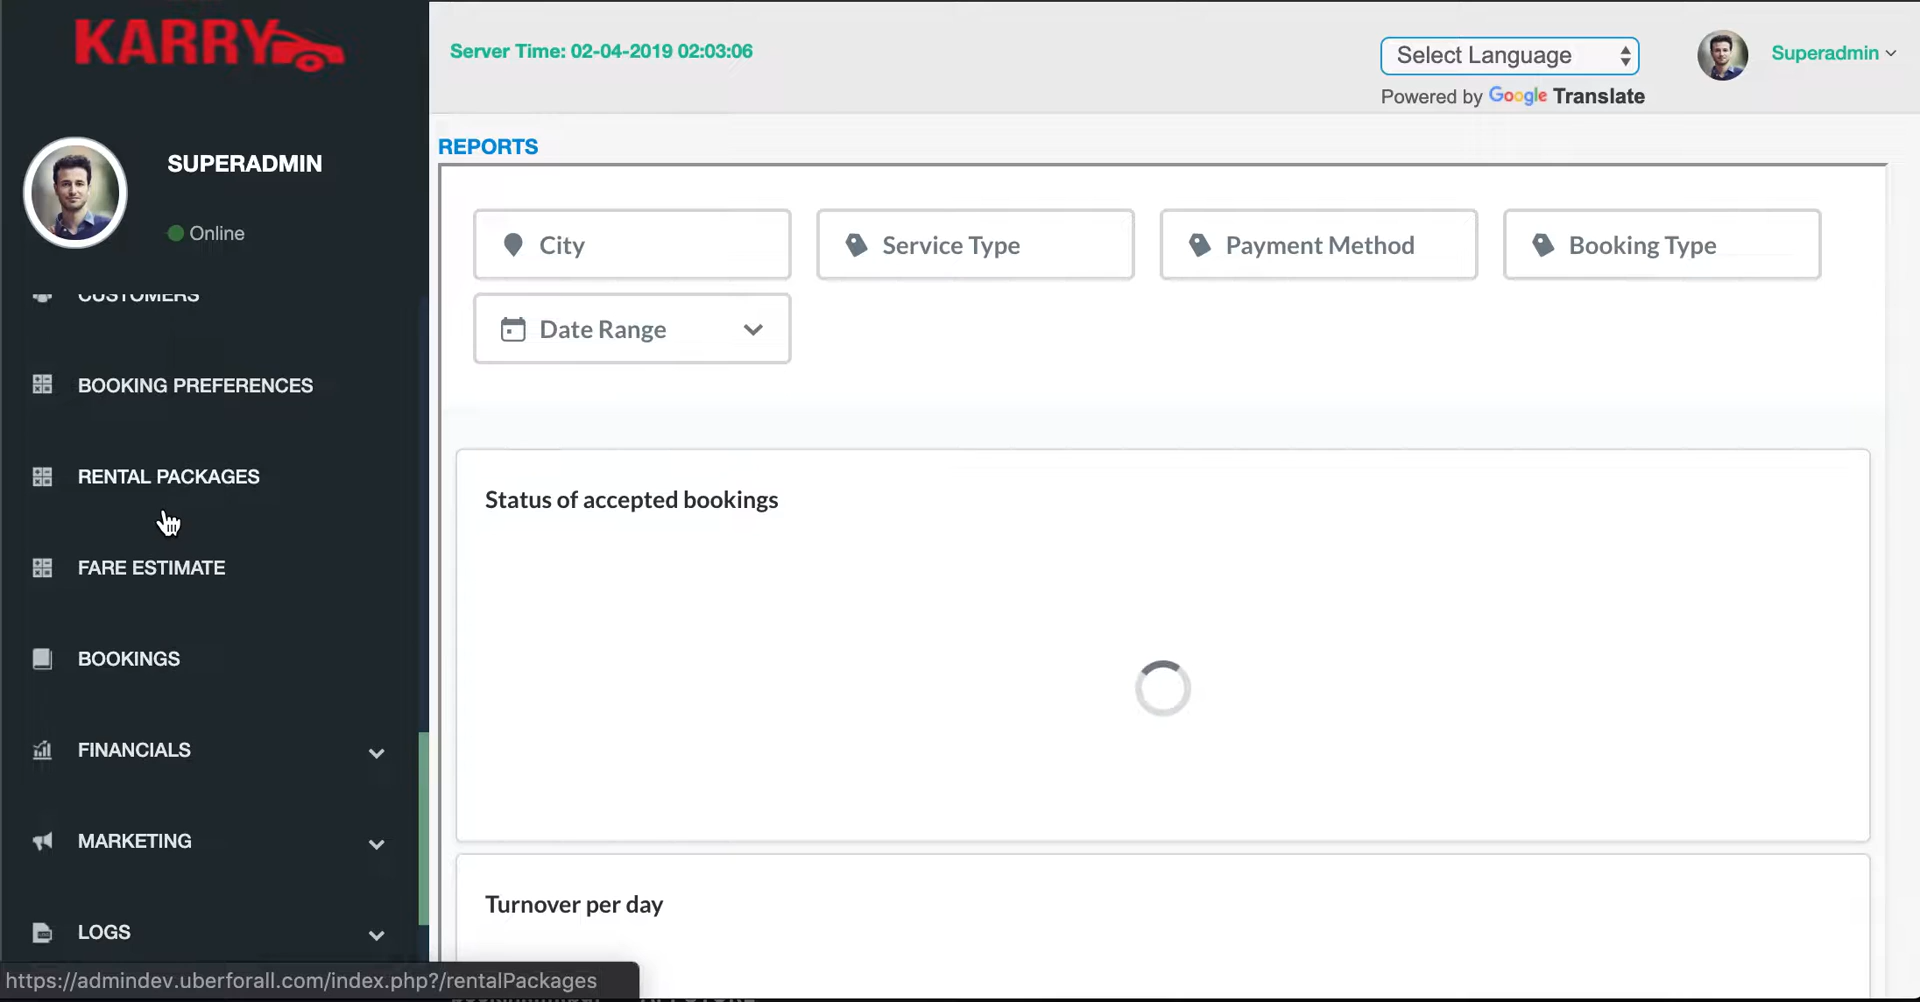 KARRY
Server Time: 02-04-2019 02:03:06
Select Language
Superadmin
Powered by Google Translate
SUPERADMIN
Online
CUSTOMERS
BOOKING PREFERENCES
RENTAL PACKAGES
FARE ESTIMATE
BOOKINGS
FINANCIALS
MARKETING
LOGS
REPORTS
City
Service Type
Payment Method
Booking Type
Date Range
Status of accepted bookings
Turnover per day
https://admindev.uberforall.com/index.php?/rentalPackages